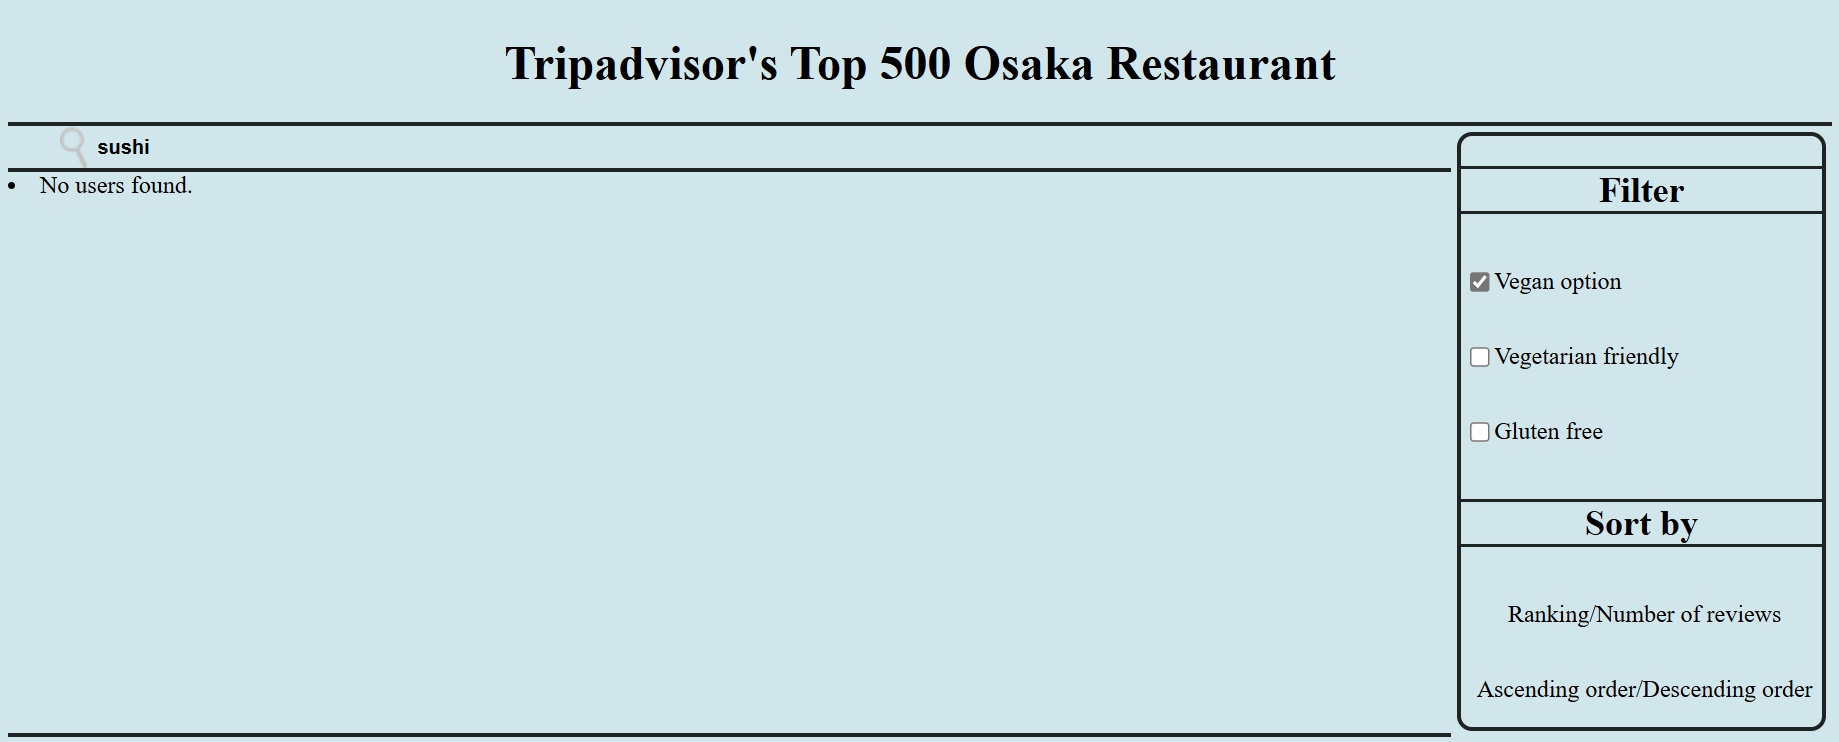 Tripadvisor's Top 500 Osaka Restaurant
sushi
No users found.
Filter
Vegan option
Vegetarian friendly
Gluten free
Sort by
Ranking/Number of reviews
Ascending order/Descending order